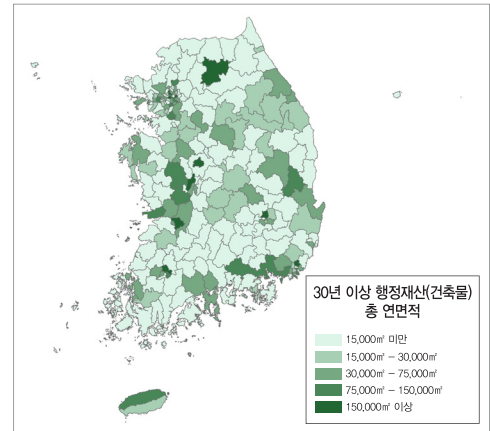 30년 이상 행정재산(건축물)
총 연면적
15,000㎡ 미만
15,000㎡ - 30,000㎡
30,000㎡ - 75,000㎡
75,000㎡ - 150,000㎡
150,000㎡ 이상